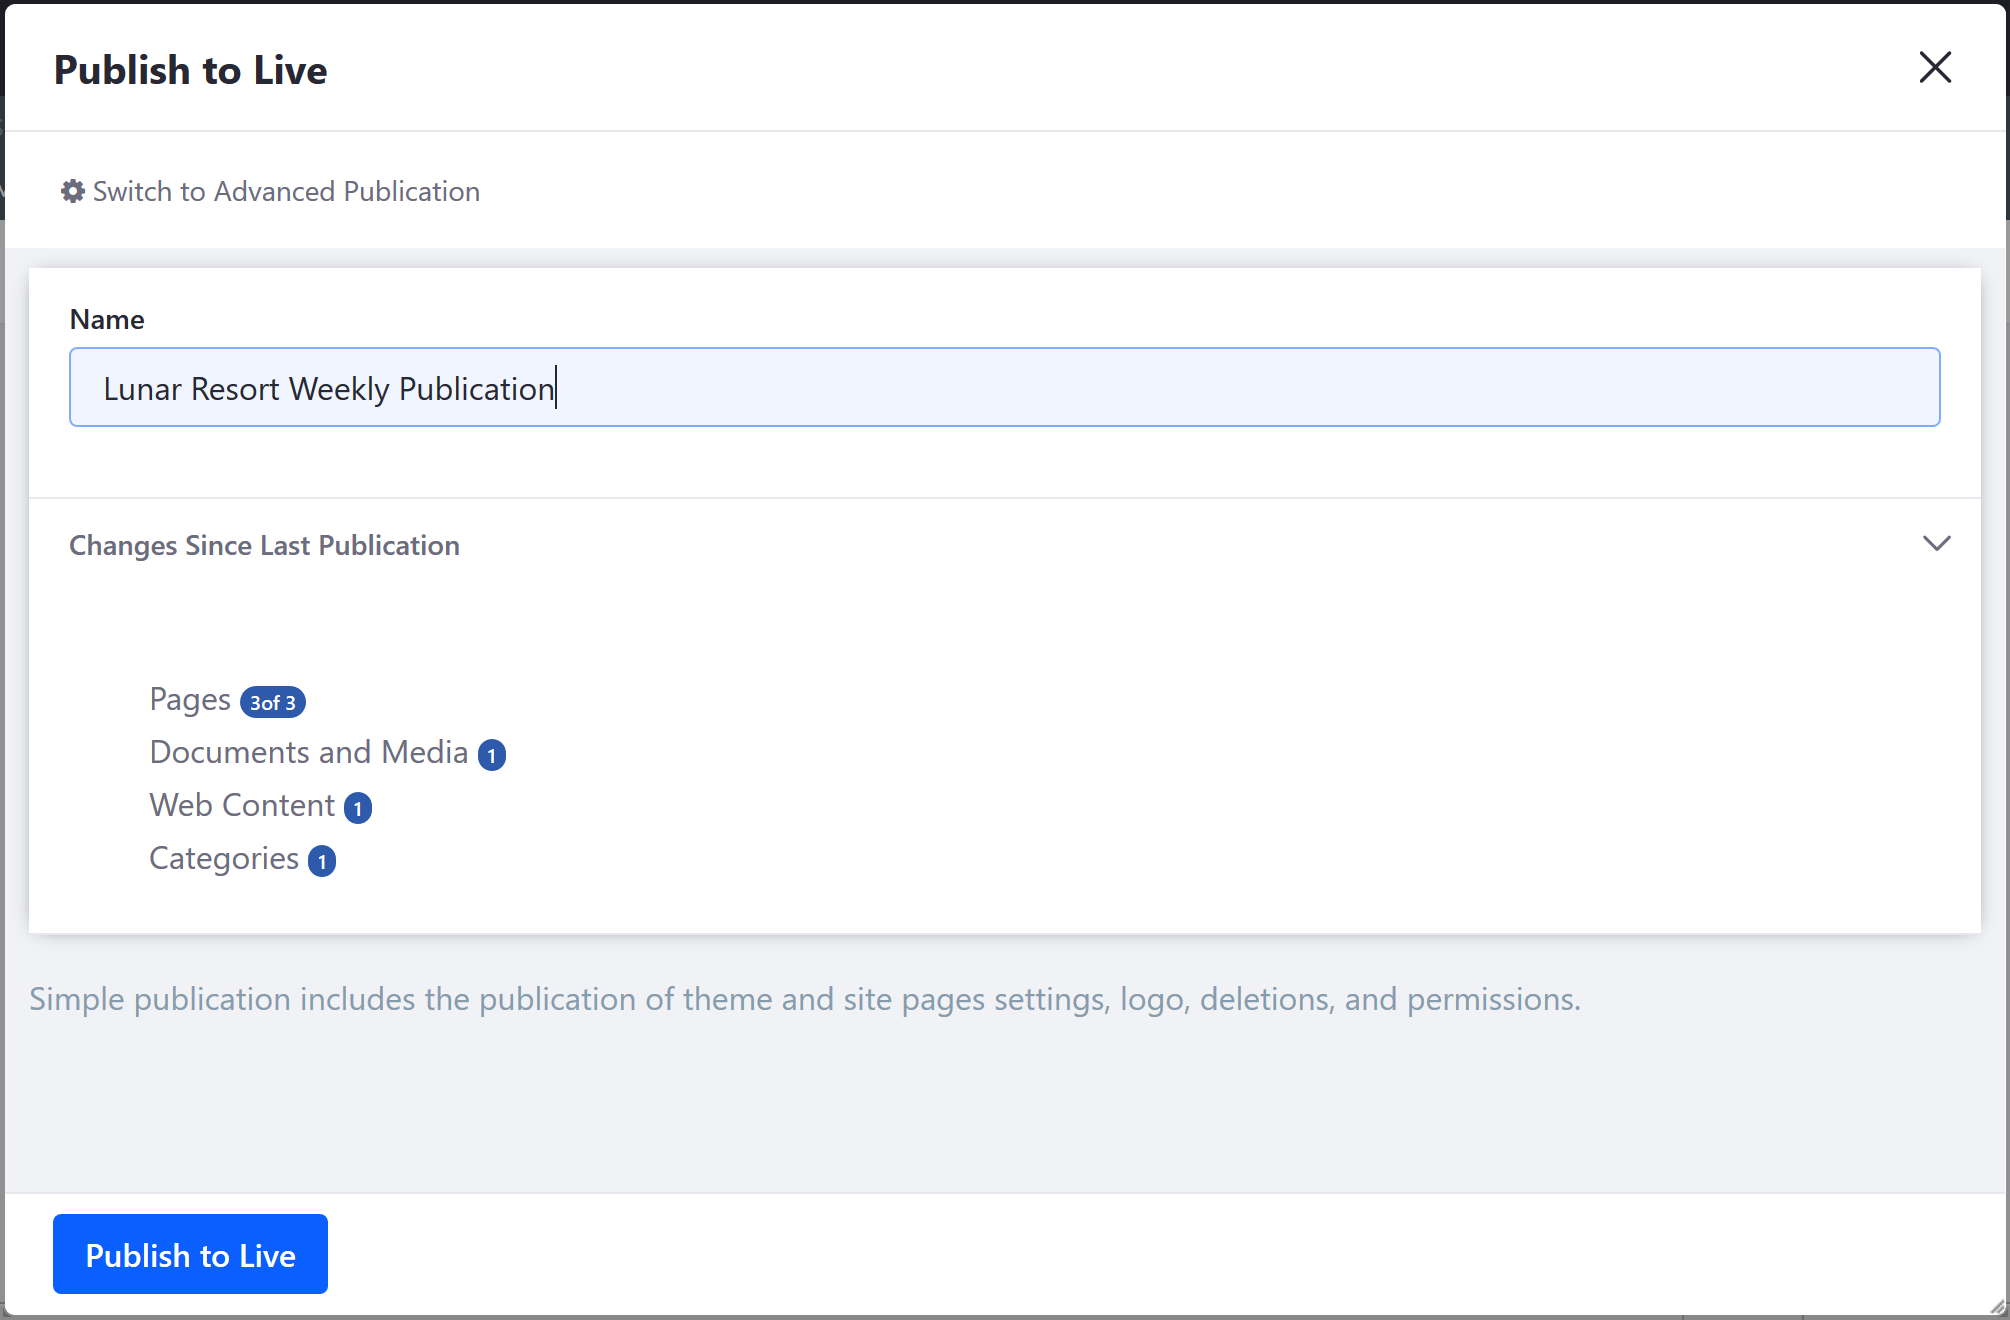 Publish to Live
Switch to Advanced Publication
Name
Lunar Resort Weekly Publication
Changes Since Last Publication
Pages 3of 3
Documents and Media 1
Web Content 1
Categories 1
Simple publication includes the publication of theme and site pages settings, logo, deletions, and permissions.
Publish to Live